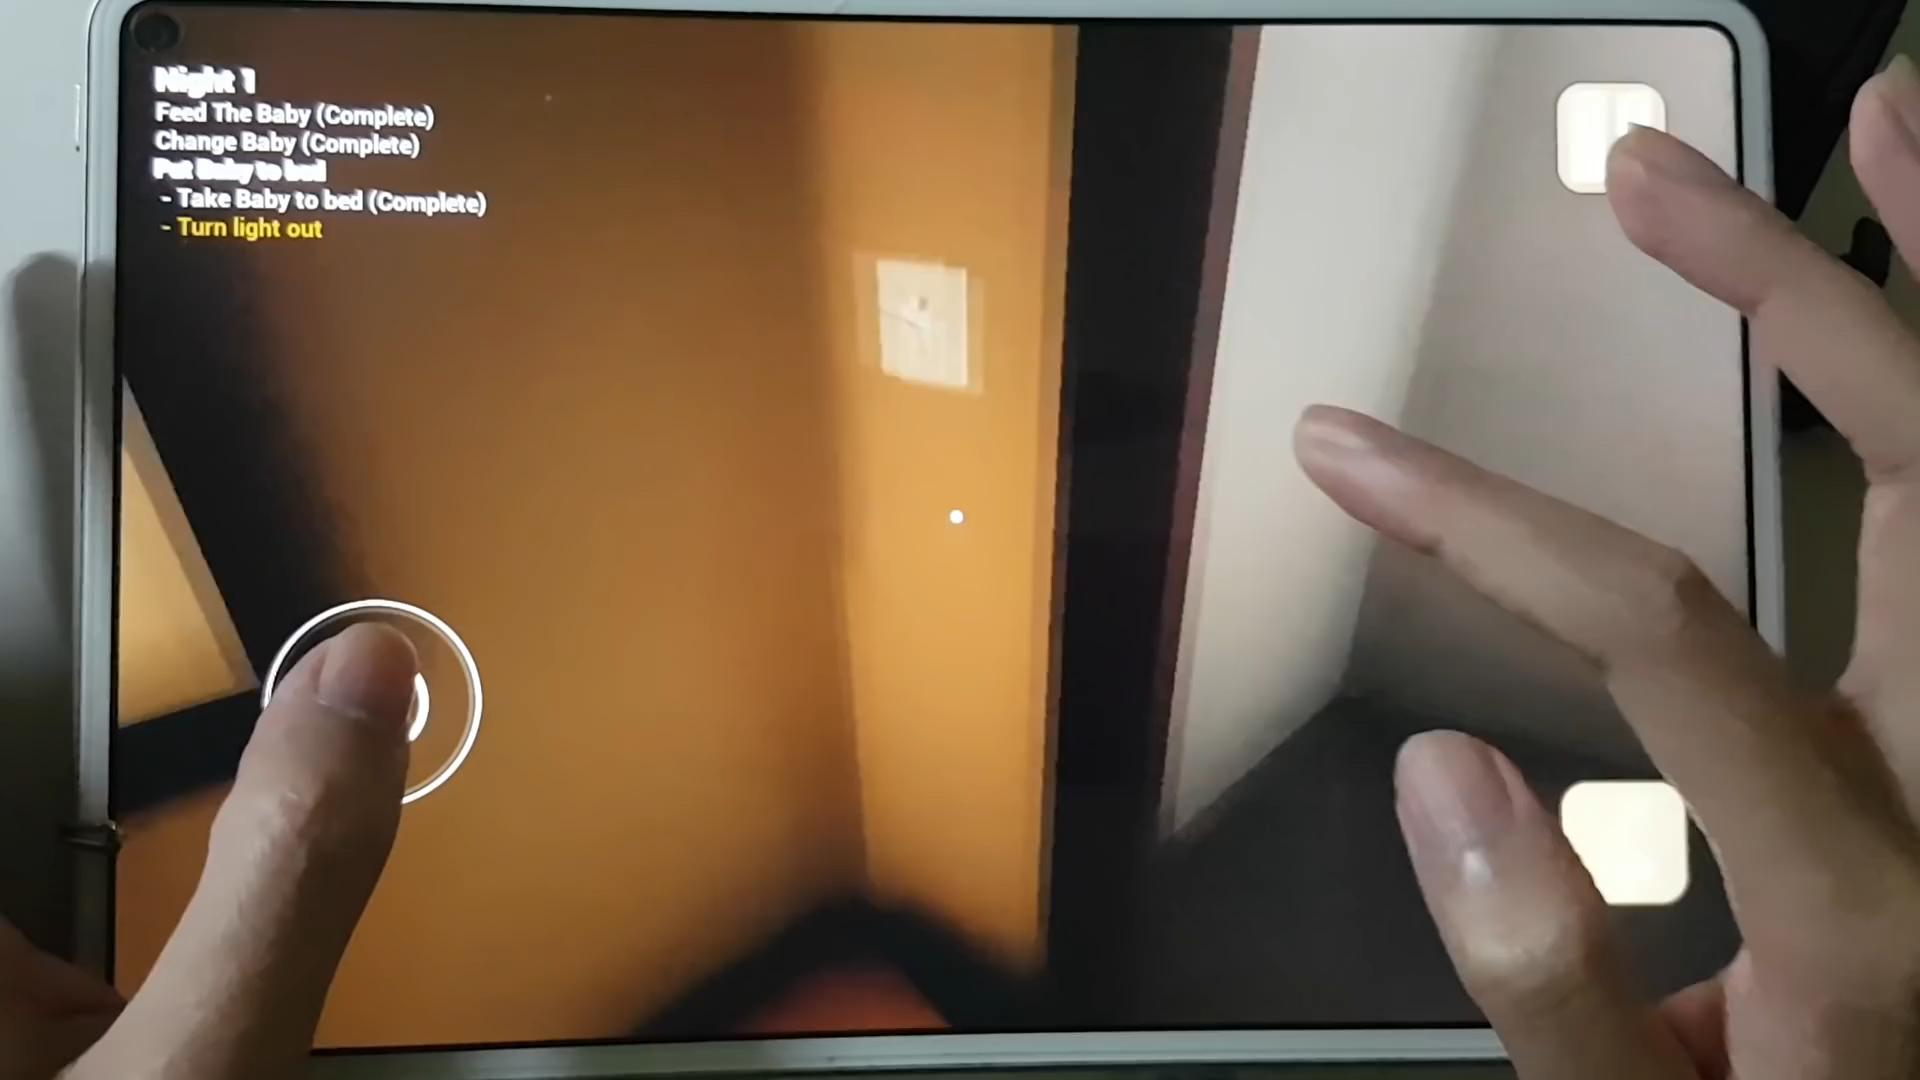 Night 1
Feed The Baby (Complete)
Change Baby (Complete)
Put Baby to bed
- Take Baby to bed (Complete)
- Turn light out